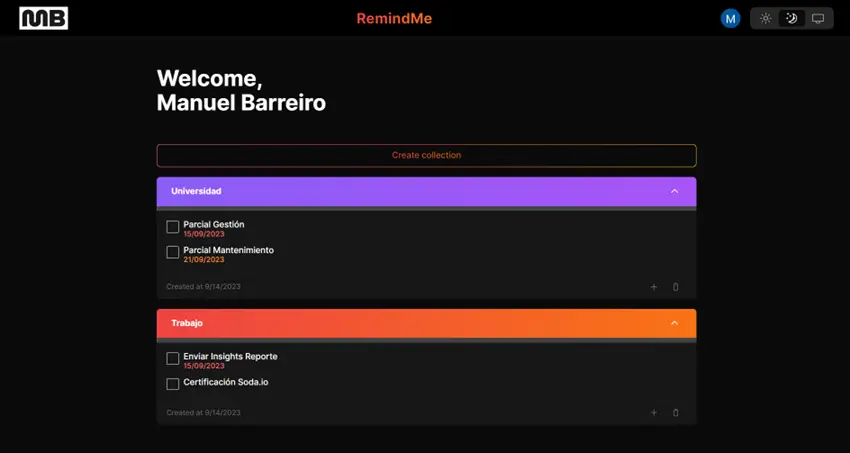 MB
RemindMe
M
Welcome,
Manuel Barreiro
Create collection
Universidad
Parcial Gestión
15/09/2023
Parcial Mantenimiento
21/09/2023
Created at 9/14/2023
Trabajo
Enviar Insights Reporte
15/09/2023
Certificación Soda.io
Created at 9/14/2023